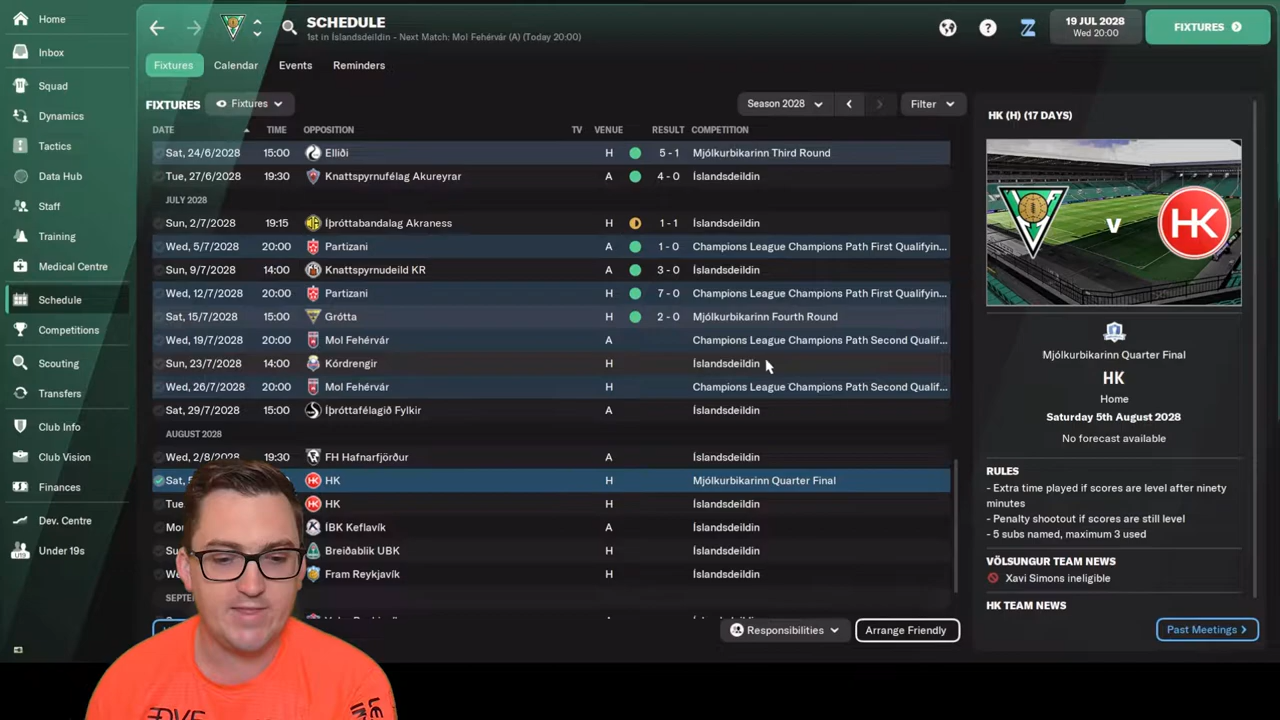 Home
Inbox
Squad
Dynamics
Tactics
Data Hub
Staff
Training
Medical Centre
Schedule
Competitions
Scouting
Transfers
Club Info
Club Vision
Finances
Dev. Centre
Under 19s
SCHEDULE
1st in Íslandsdeildin - Next Match: Mol Fehérvár (A) (Today 20:00)
19 JUL 2028
Wed 20:00
FIXTURES
Fixtures Calendar Events Reminders
FIXTURES Fixtures Season 2028 Filter
DATE TIME OPPOSITION TV VENUE RESULT COMPETITION
Sat, 24/6/2028 15:00 Elliði H 5 - 1 Mjólkurbikarinn Third Round
Tue, 27/6/2028 19:30 Knattspyrnufélag Akureyrar A 4 - 0 Íslandsdeildin
JULY 2028
Sun, 2/7/2028 19:15 Íþróttabandalag Akraness H 1 - 1 Íslandsdeildin
Wed, 5/7/2028 20:00 Partizani A 1 - 0 Champions League Champions Path First Qualifyin...
Sun, 9/7/2028 14:00 Knattspyrnudeild KR A 3 - 0 Íslandsdeildin
Wed, 12/7/2028 20:00 Partizani H 7 - 0 Champions League Champions Path First Qualifyin...
Sat, 15/7/2028 15:00 Grótta H 2 - 0 Mjólkurbikarinn Fourth Round
Wed, 19/7/2028 20:00 Mol Fehérvár A Champions League Champions Path Second Qualif...
Sun, 23/7/2028 14:00 Kórdrengir H Íslandsdeildin
Wed, 26/7/2028 20:00 Mol Fehérvár H Champions League Champions Path Second Qualif...
Sat, 29/7/2028 15:00 Íþróttafélagið Fylkir A Íslandsdeildin
AUGUST 2028
Wed, 2/8/2028 19:30 FH Hafnarfjörður A Íslandsdeildin
Sat, HK H Mjólkurbikarinn Quarter Final
Tue HK H Íslandsdeildin
ÍBK Keflavík A Íslandsdeildin
Breiðablik UBK H Íslandsdeildin
Fram Reykjavík H Íslandsdeildin
Responsibilities Arrange Friendly
HK (H) (17 DAYS)
v
HK
Mjólkurbikarinn Quarter Final
HK
Home
Saturday 5th August 2028
No forecast available
RULES
- Extra time played if scores are level after ninety
minutes
- Penalty shootout if scores are still level
- 5 subs named, maximum 3 used
VÖLSUNGUR TEAM NEWS
Xavi Simons ineligible
HK TEAM NEWS
Past Meetings